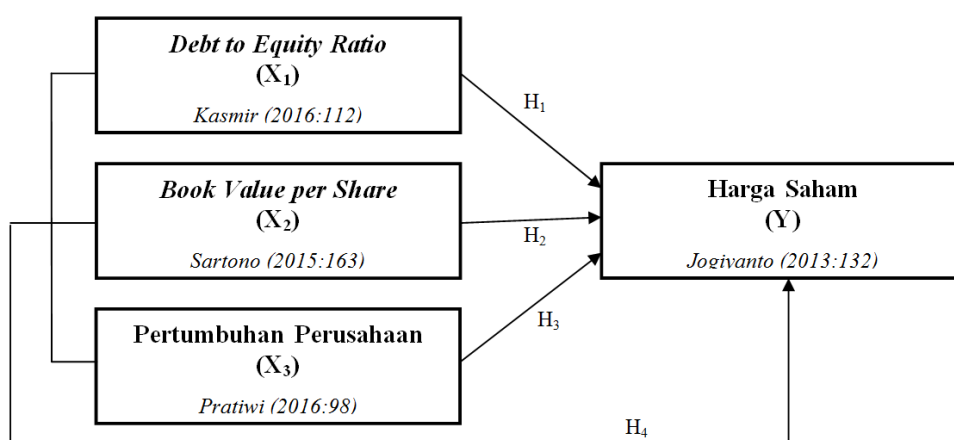 Debt to Equity Ratio
(X₁)
Kasmir (2016:112)
H₁
Book Value per Share
(X₂)
Sartono (2015:163)
H₂
Harga Saham
(Y)
Jogiyanto (2013:132)
Pertumbuhan Perusahaan
(X₃)
Pratiwi (2016:98)
H₃
H₄